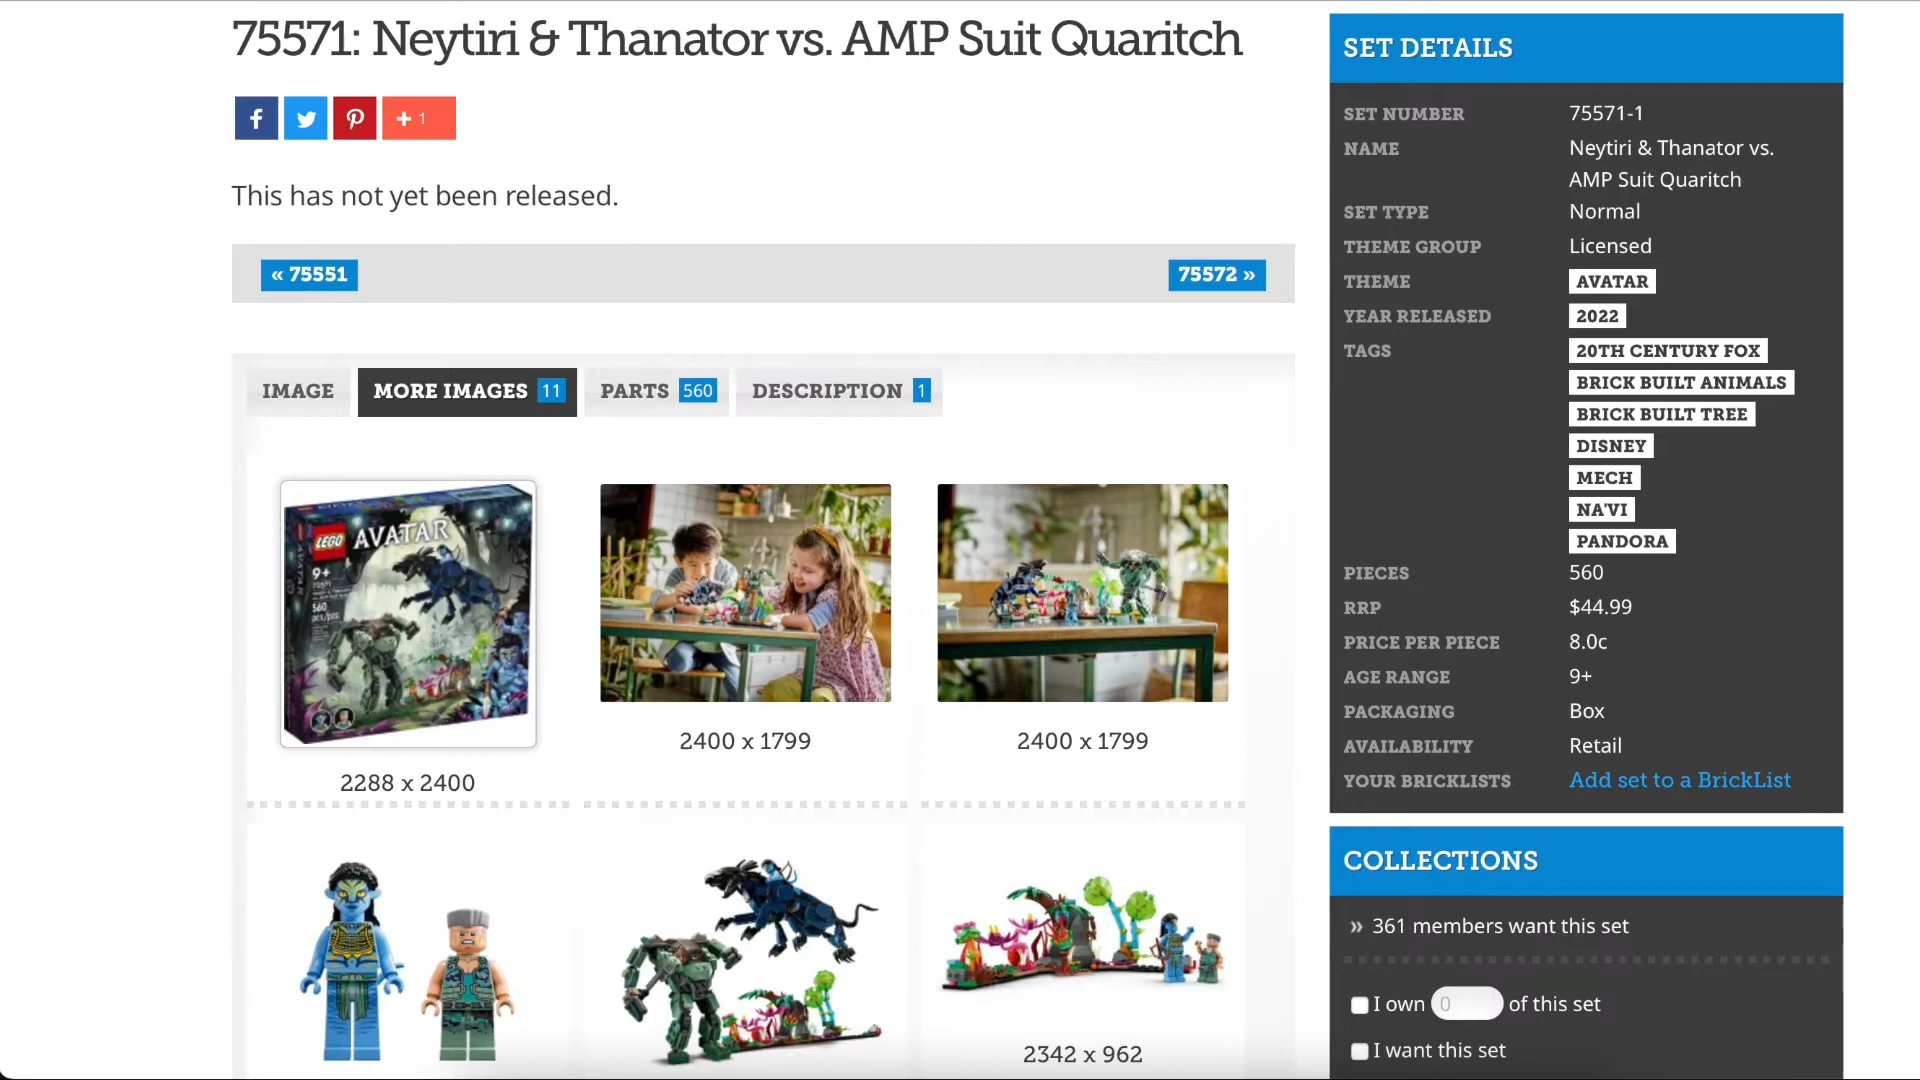 75571: Neytiri & Thanator vs. AMP Suit Quaritch
f
+ 1
This has not yet been released.
« 75551
75572 »
IMAGE
MORE IMAGES 11
PARTS 560
DESCRIPTION 1
LEGO AVATAR
9+
75571
560
pcs/pzs
2288 x 2400
2400 x 1799
2400 x 1799
2342 x 962
SET DETAILS
SET NUMBER 75571-1
NAME Neytiri & Thanator vs.
AMP Suit Quaritch
SET TYPE Normal
THEME GROUP Licensed
THEME AVATAR
YEAR RELEASED 2022
TAGS 20TH CENTURY FOX
BRICK BUILT ANIMALS
BRICK BUILT TREE
DISNEY
MECH
NA'VI
PANDORA
PIECES 560
RRP $44.99
PRICE PER PIECE 8.0c
AGE RANGE 9+
PACKAGING Box
AVAILABILITY Retail
YOUR BRICKLISTS Add set to a BrickList
COLLECTIONS
» 361 members want this set
I own 0 of this set
I want this set